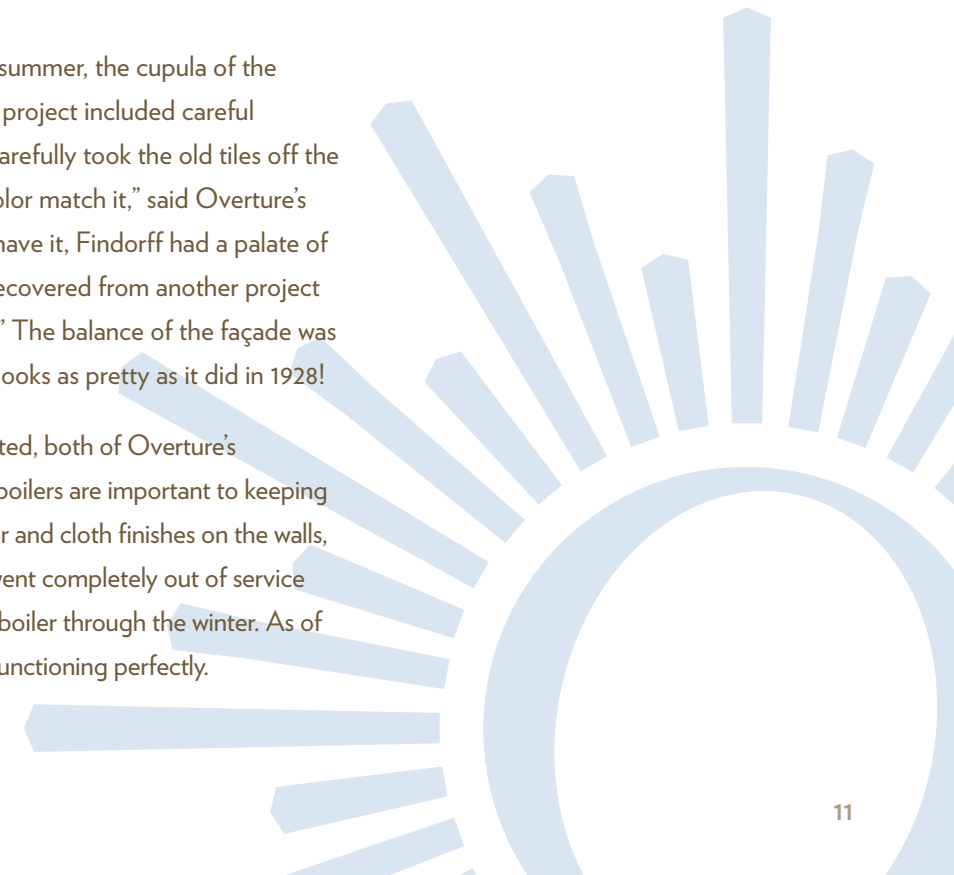 summer, the cupula of the
project included careful
arefully took the old tiles off the
olor match it,” said Overture’s
have it, Findorff had a palate of
ecovered from another project
” The balance of the façade was
ooks as pretty as it did in 1928!
ted, both of Overture’s
boilers are important to keeping
r and cloth finishes on the walls,
vent completely out of service
boiler through the winter. As of
unctioning perfectly.
11